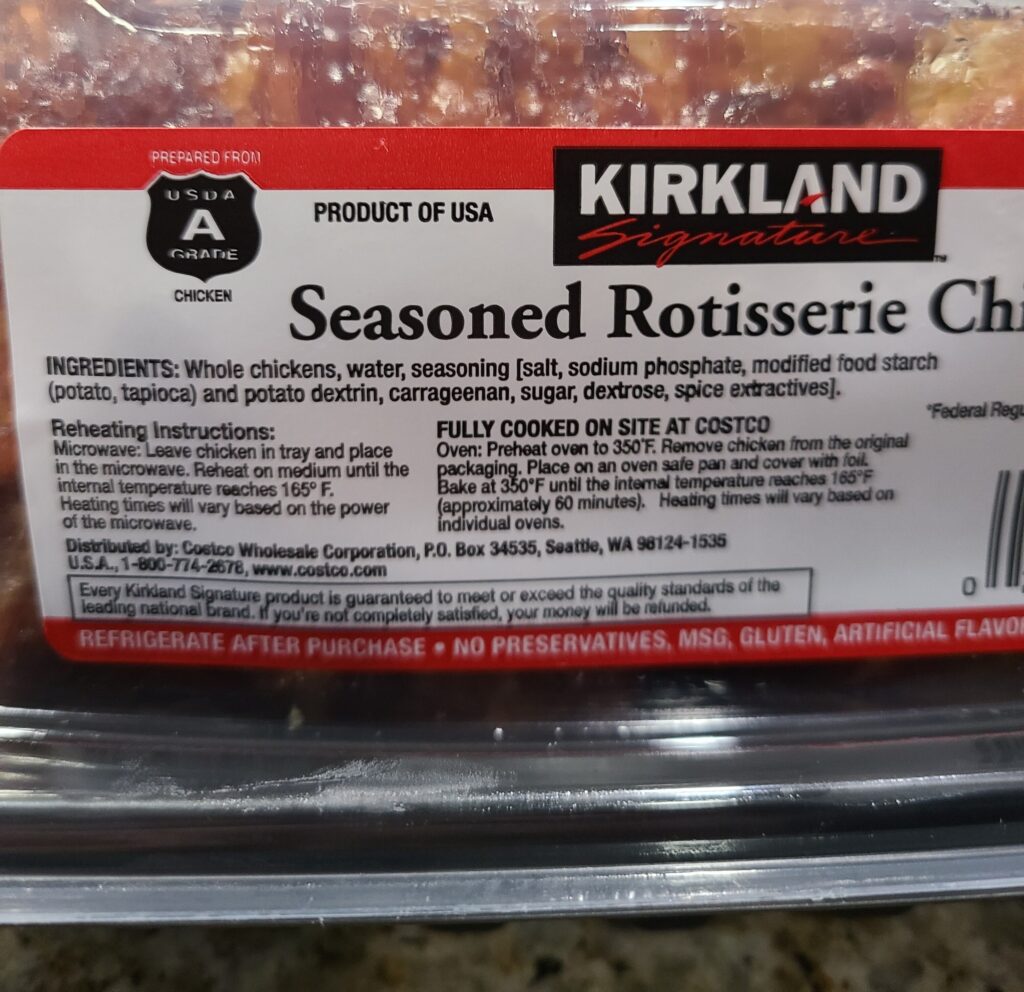 PREPARED FROM
USDA
A
GRADE
CHICKEN
PRODUCT OF USA
KIRKLAND
Signature™
Seasoned Rotisserie Chi
INGREDIENTS: Whole chickens, water, seasoning [salt, sodium phosphate, modified food starch
(potato, tapioca) and potato dextrin, carrageenan, sugar, dextrose, spice extractives].
*Federal Regu
Reheating Instructions:
Microwave: Leave chicken in tray and place
in the microwave. Reheat on medium until the
internal temperature reaches 165° F.
Heating times will vary based on the power
of the microwave.
FULLY COOKED ON SITE AT COSTCO
Oven: Preheat oven to 350°F. Remove chicken from the original
packaging. Place on an oven safe pan and cover with foil.
Bake at 350°F until the internal temperature reaches 165°F
(approximately 60 minutes). Heating times will vary based on
individual ovens.
Distributed by: Costco Wholesale Corporation, P.O. Box 34535, Seattle, WA 98124-1535
U.S.A., 1-800-774-2678, www.costco.com
Every Kirkland Signature product is guaranteed to meet or exceed the quality standards of the
leading national brand. If you're not completely satisfied, your money will be refunded.
0
REFRIGERATE AFTER PURCHASE • NO PRESERVATIVES, MSG, GLUTEN, ARTIFICIAL FLAVO